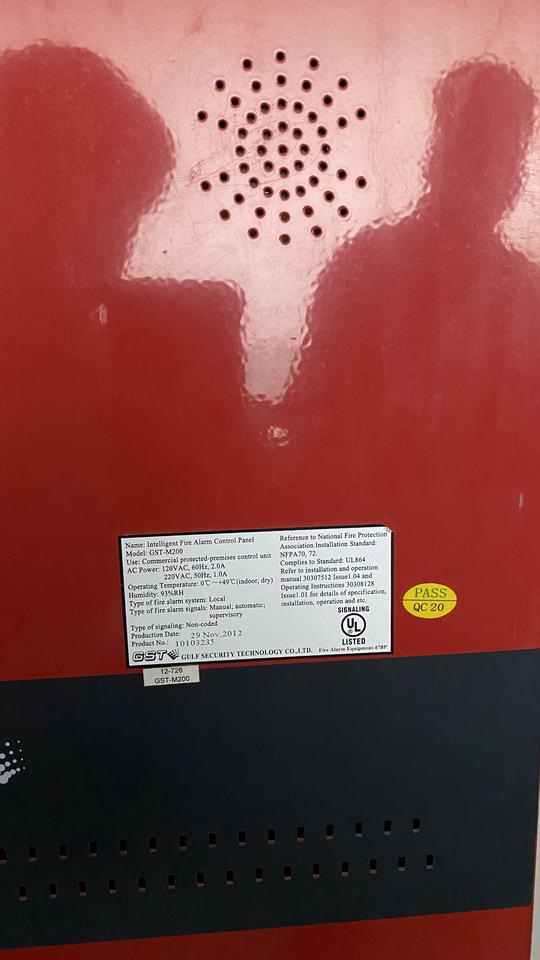 Name: Intelligent Fire Alarm Control Panel
Model: GST-M200
Use: Commercial protected-premises control unit
AC Power: 120VAC, 60Hz, 2.0A
220VAC, 50Hz, 1.0A
Operating Temperature: 0℃~+49℃(indoor, dry)
Humidity: 93%RH
Type of fire alarm system: Local
Type of fire alarm signals: Manual; automatic;
supervisory
Type of signaling: Non-coded
Production Date: 29 Nov,2012
Product No.: 10103235
Reference to National Fire Protection
Association Installation Standard:
NFPA70, 72.
Complies to Standard: UL864
Refer to installation and operation
manual 30307512 Issue1.04 and
Operating Instructions 30308128
Issue1.01 for details of specification,
installation, operation and etc.
SIGNALING
UL
LISTED
Fire Alarm Equipment 47BP
GST GULF SECURITY TECHNOLOGY CO.,LTD.
PASS
QC 20
12-726
GST-M200